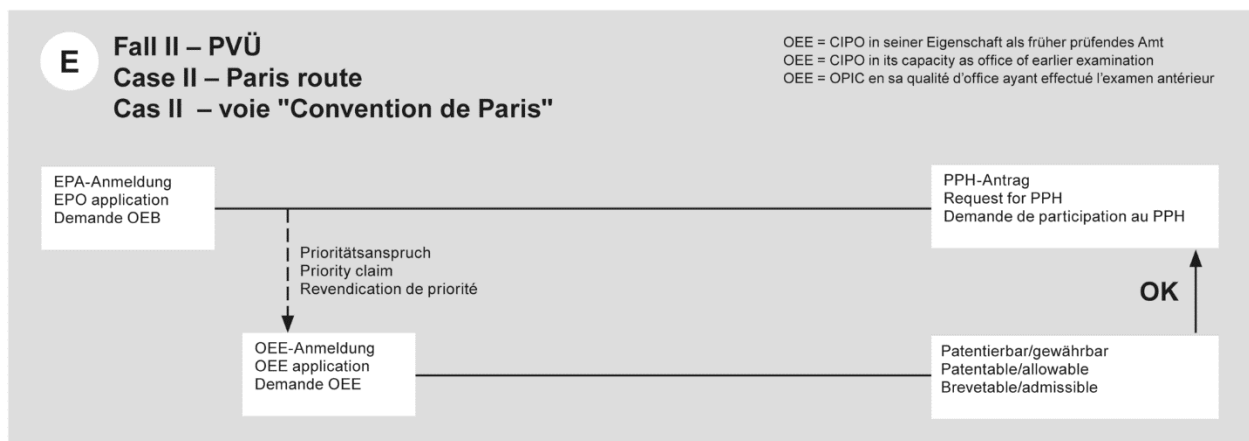 E
Fall II – PVÜ
Case II – Paris route
Cas II – voie "Convention de Paris"
OEE = CIPO in seiner Eigenschaft als früher prüfendes Amt
OEE = CIPO in its capacity as office of earlier examination
OEE = OPIC en sa qualité d'office ayant effectué l'examen antérieur
EPA-Anmeldung
EPO application
Demande OEB
PPH-Antrag
Request for PPH
Demande de participation au PPH
Prioritätsanspruch
Priority claim
Revendication de priorité
OK
OEE-Anmeldung
OEE application
Demande OEE
Patentierbar/gewährbar
Patentable/allowable
Brevetable/admissible